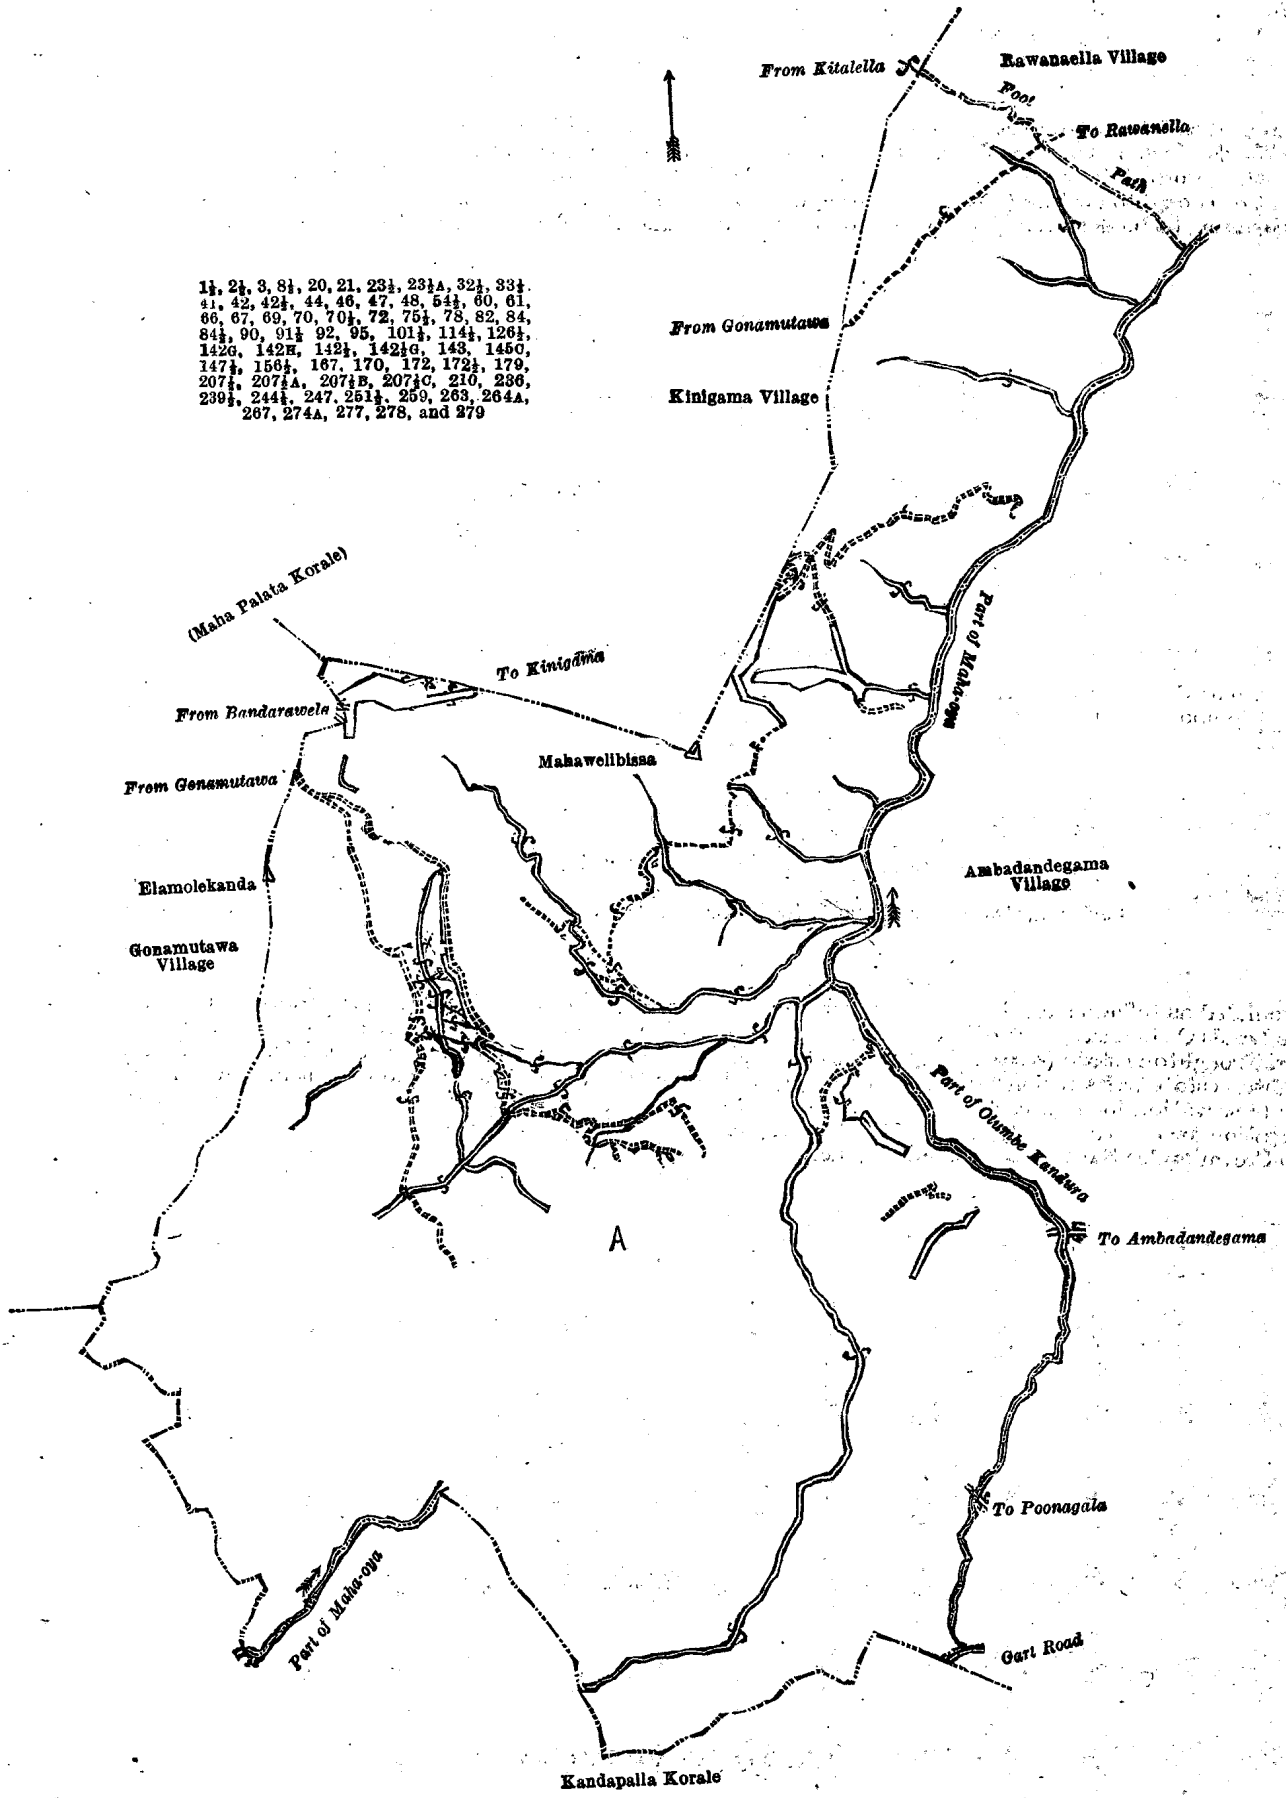 From Kitalella
Rawanaella Village
Foot
To Rawanella
Path
1½, 2½, 3, 8½, 20, 21, 23½, 23½A, 32½, 33½.
41, 42, 42½, 44, 46, 47, 48, 54½, 60, 61,
66, 67, 69, 70, 70½, 72, 75½, 78, 82, 84,
84½, 90, 91½ 92, 95, 101½, 114½, 126½,
142G, 142H, 142½, 142½G, 143, 145C,
147½, 156½, 167, 170, 172, 172½, 179,
207½, 207½A, 207½B, 207½C, 210, 236,
239½, 244½, 247, 251½, 259, 263, 264A,
267, 274A, 277, 278, and 279
From Gonamutawa
Kinigama Village
(Maha Palata Korale)
Part of Maha-oya
To Kinigama
From Bandarawela
Mahawelibissa
From Gonamutawa
Elamolekanda
Ambadandegama
Village
Gonamutawa
Village
Part of Olumbe Kandura
A
To Ambadandegama
To Poonagala
Part of Maha-oya
Cart Road
Kandapalla Korale